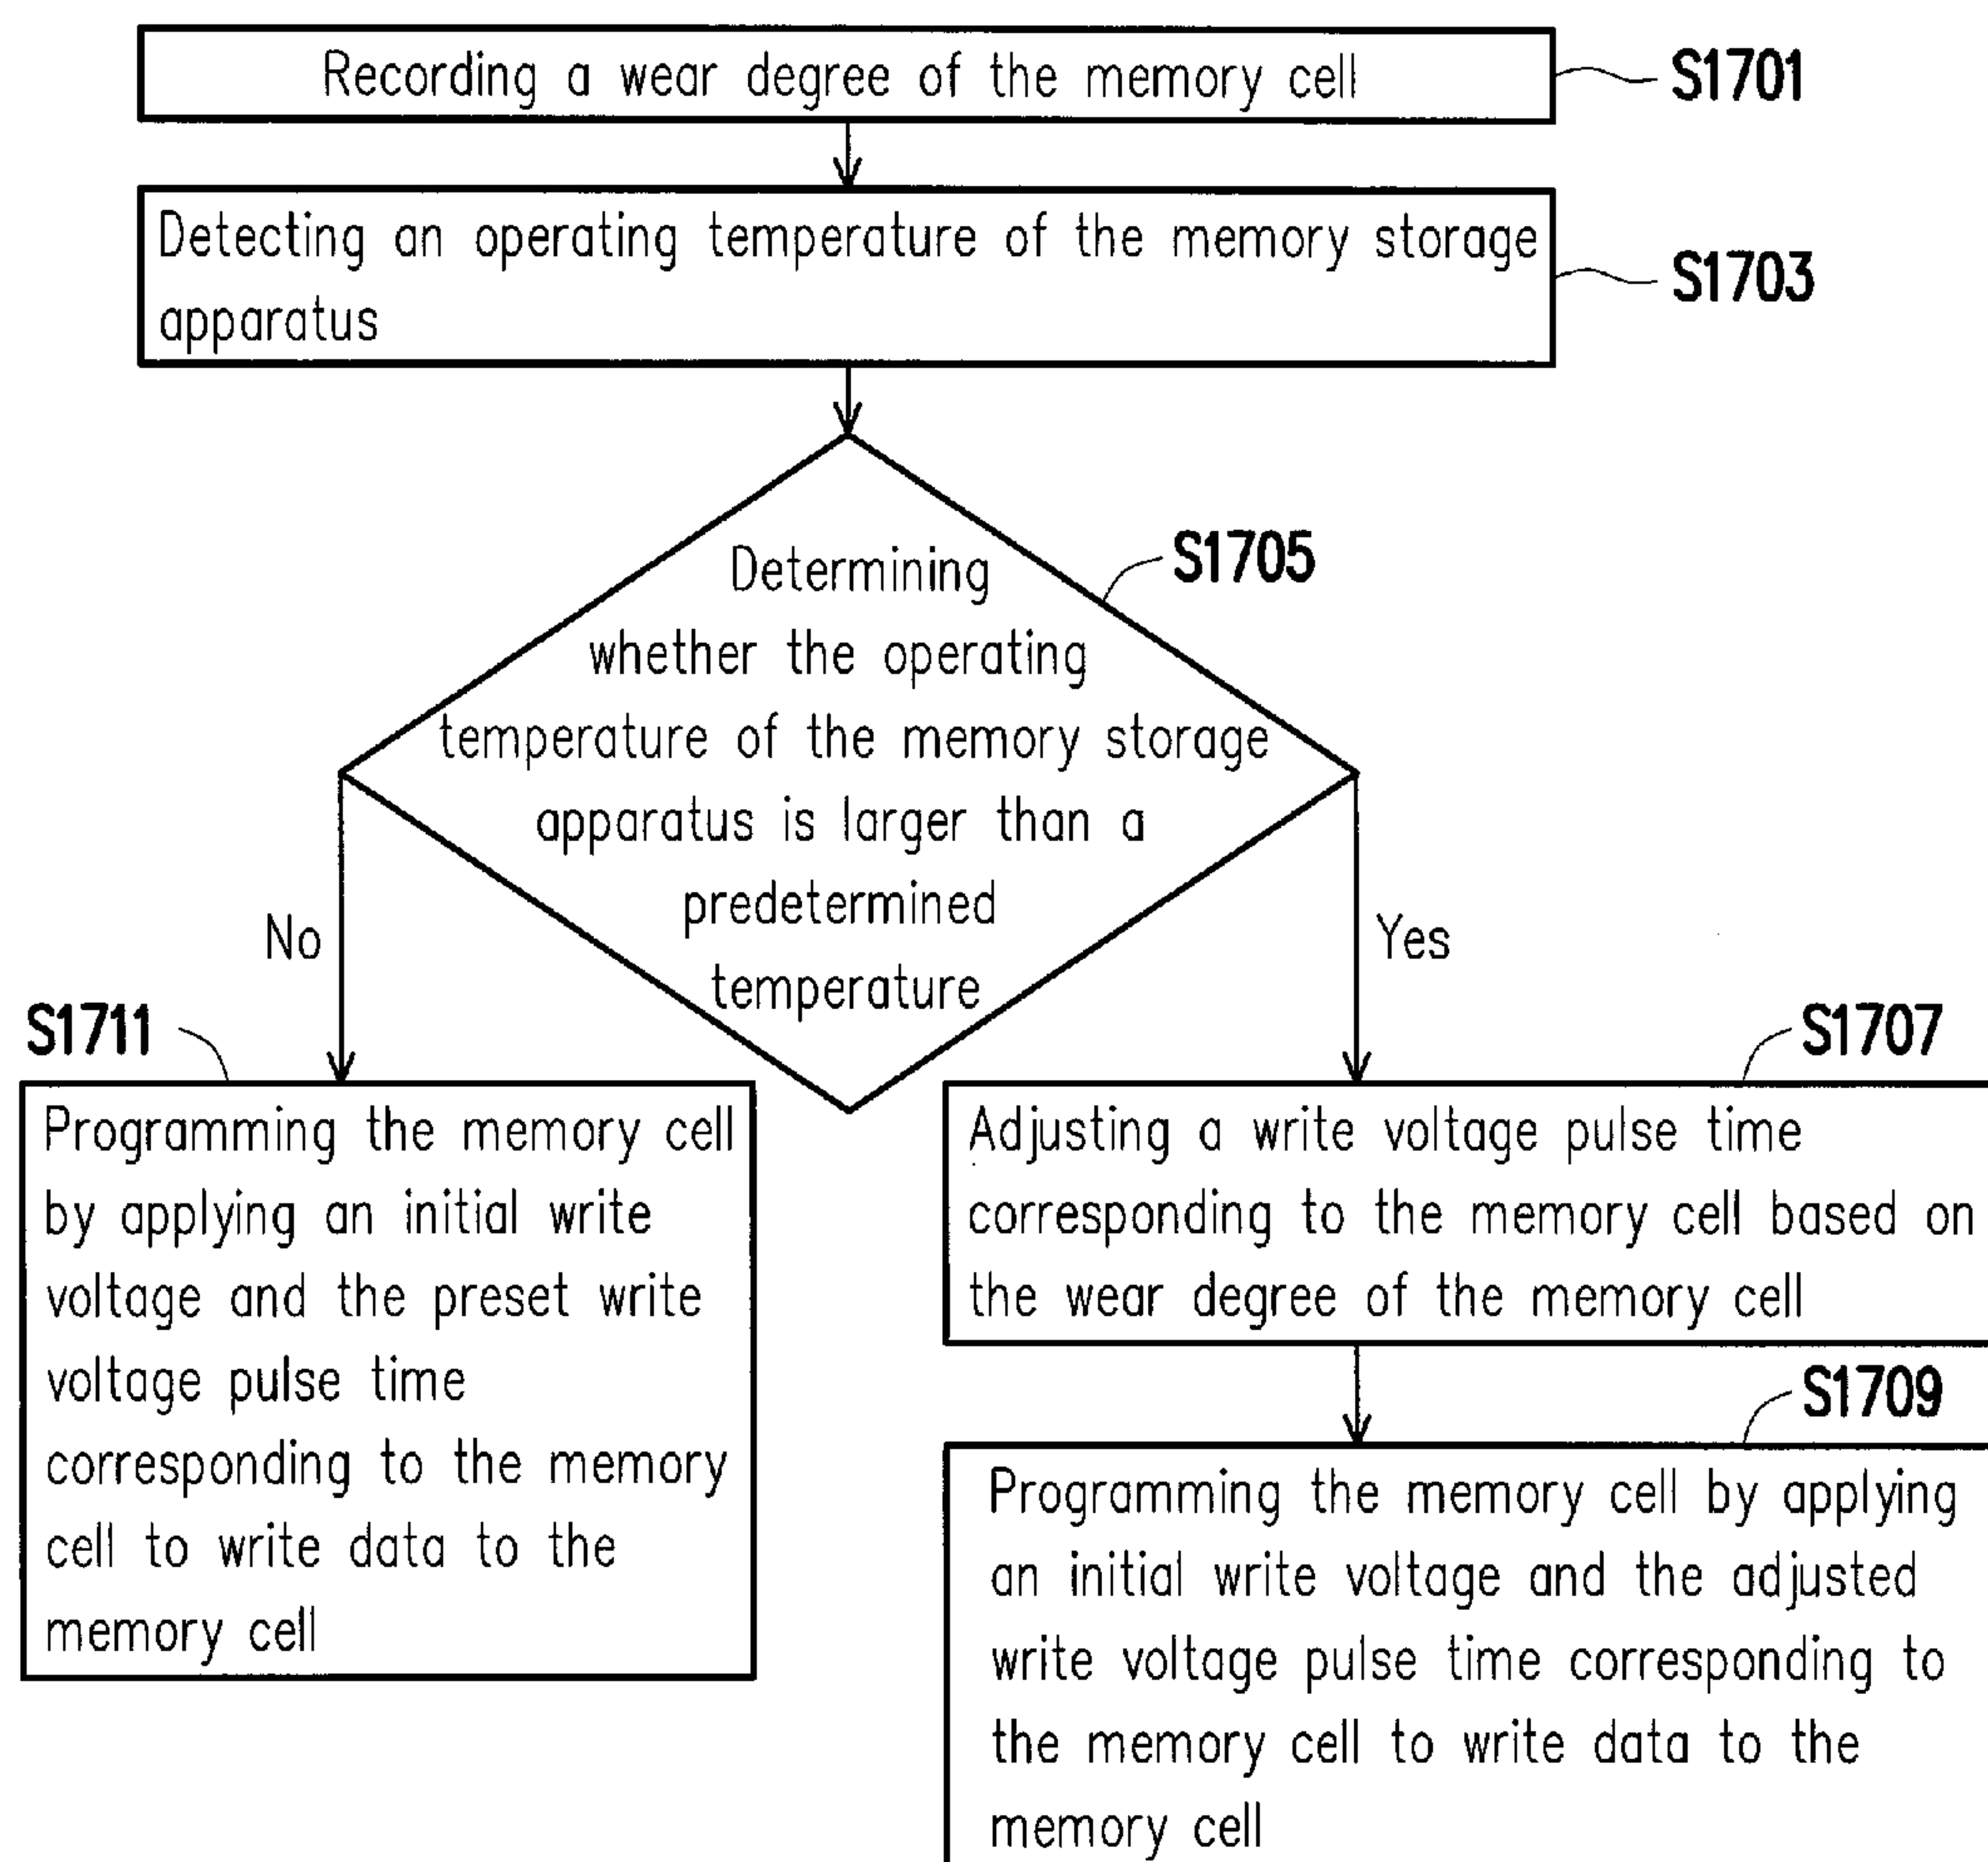 Recording a wear degree of the memory cell
S1701
Detecting an operating temperature of the memory storage
apparatus
S1703
Determining
whether the operating
temperature of the memory storage
apparatus is larger than a
predetermined
temperature
S1705
No
Yes
S1711
Programming the memory cell
by applying an initial write
voltage and the preset write
voltage pulse time
corresponding to the memory
cell to write data to the
memory cell
S1707
Adjusting a write voltage pulse time
corresponding to the memory cell based on
the wear degree of the memory cell
S1709
Programming the memory cell by applying
an initial write voltage and the adjusted
write voltage pulse time corresponding to
the memory cell to write data to the
memory cell